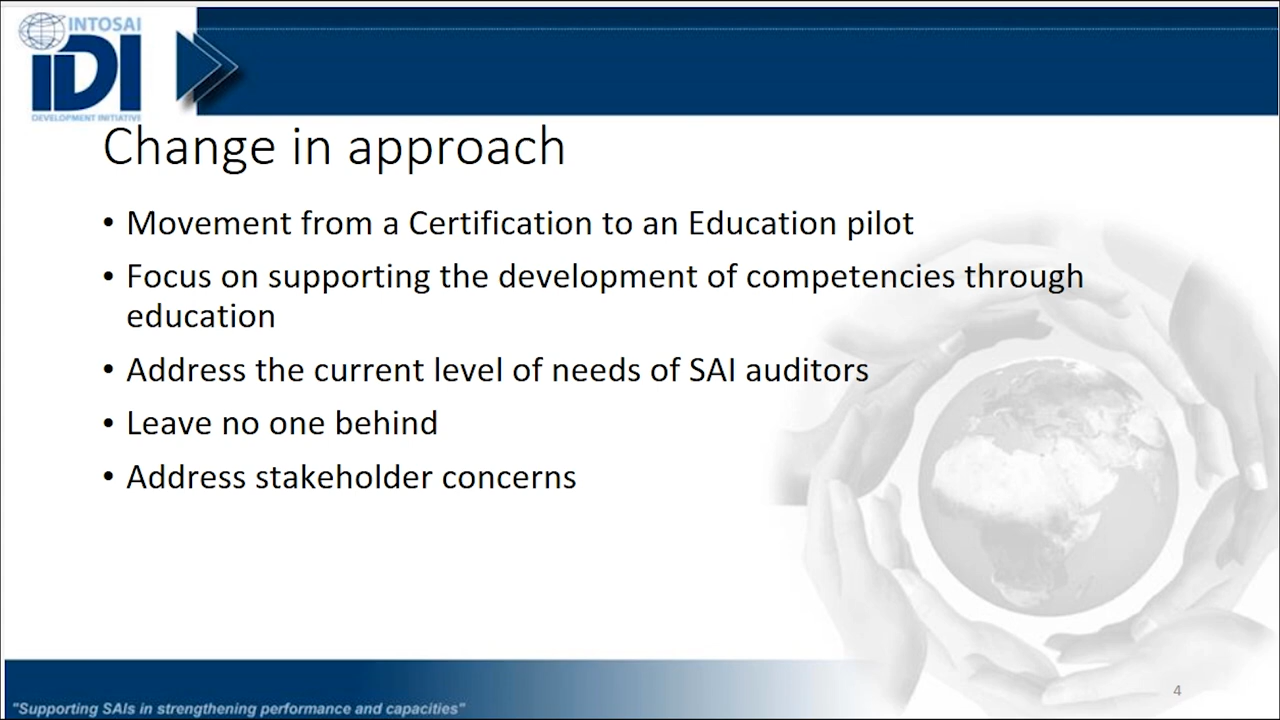 INTOSAI
IDI
DEVELOPMENT INITIATIVE
Change in approach
• Movement from a Certification to an Education pilot
• Focus on supporting the development of competencies through
education
• Address the current level of needs of SAI auditors
• Leave no one behind
• Address stakeholder concerns
4
"Supporting SAIs in strengthening performance and capacities"